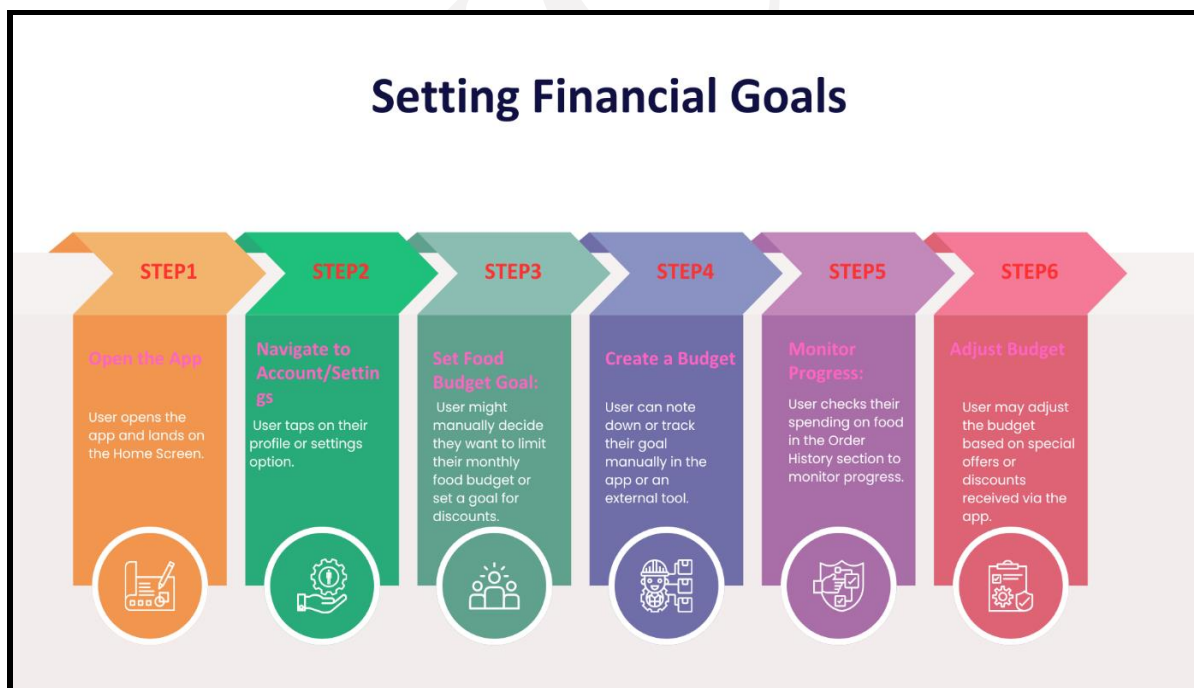 Setting Financial Goals
STEP1
Open the App
User opens the
app and lands on
the Home Screen.
STEP2
Navigate to
Account/Settin
gs
User taps on their
profile or settings
option.
STEP3
Set Food
Budget Goal:
User might
manually decide
they want to limit
their monthly
food budget or
set a goal for
discounts.
STEP4
Create a Budget
User can note
down or track
their goal
manually in the
app or an
external tool.
STEP5
Monitor
Progress:
User checks their
spending on food
in the Order
History section to
monitor progress.
STEP6
Adjust Budget
User may adjust
the budget
based on special
offers or
discounts
received via the
app.